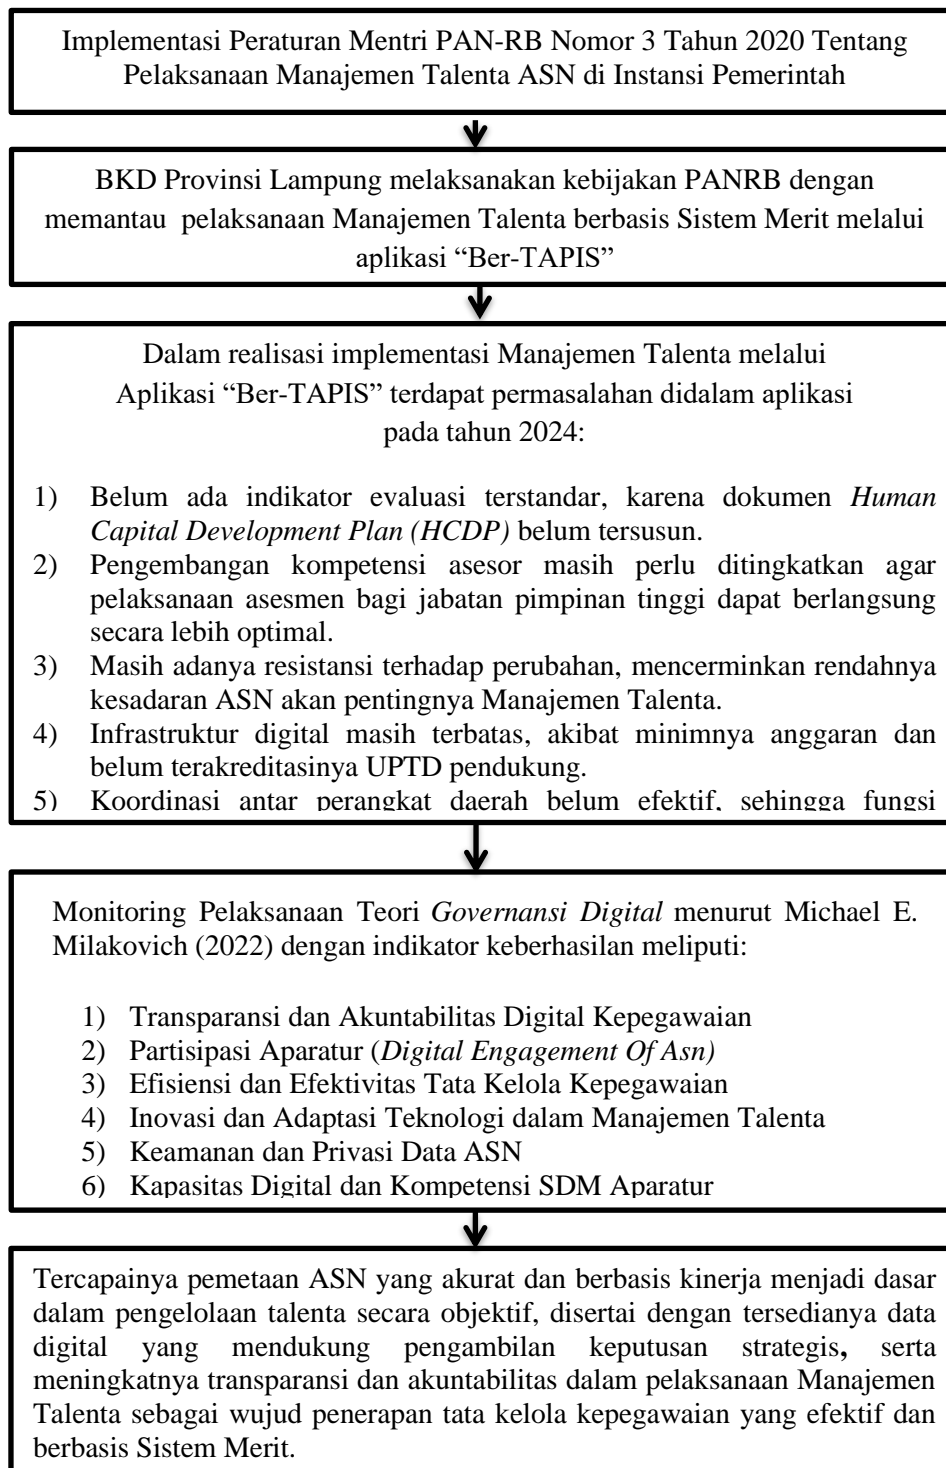 Implementasi Peraturan Mentri PAN-RB Nomor 3 Tahun 2020 Tentang
Pelaksanaan Manajemen Talenta ASN di Instansi Pemerintah
BKD Provinsi Lampung melaksanakan kebijakan PANRB dengan
memantau pelaksanaan Manajemen Talenta berbasis Sistem Merit melalui
aplikasi “Ber-TAPIS”
Dalam realisasi implementasi Manajemen Talenta melalui
Aplikasi “Ber-TAPIS” terdapat permasalahan didalam aplikasi
pada tahun 2024:
1) Belum ada indikator evaluasi terstandar, karena dokumen Human
Capital Development Plan (HCDP) belum tersusun.
2) Pengembangan kompetensi asesor masih perlu ditingkatkan agar
pelaksanaan asesmen bagi jabatan pimpinan tinggi dapat berlangsung
secara lebih optimal.
3) Masih adanya resistansi terhadap perubahan, mencerminkan rendahnya
kesadaran ASN akan pentingnya Manajemen Talenta.
4) Infrastruktur digital masih terbatas, akibat minimnya anggaran dan
belum terakreditasinya UPTD pendukung.
5) Koordinasi antar perangkat daerah belum efektif, sehingga fungsi
Monitoring Pelaksanaan Teori Governansi Digital menurut Michael E.
Milakovich (2022) dengan indikator keberhasilan meliputi:
1) Transparansi dan Akuntabilitas Digital Kepegawaian
2) Partisipasi Aparatur (Digital Engagement Of Asn)
3) Efisiensi dan Efektivitas Tata Kelola Kepegawaian
4) Inovasi dan Adaptasi Teknologi dalam Manajemen Talenta
5) Keamanan dan Privasi Data ASN
6) Kapasitas Digital dan Kompetensi SDM Aparatur
Tercapainya pemetaan ASN yang akurat dan berbasis kinerja menjadi dasar
dalam pengelolaan talenta secara objektif, disertai dengan tersedianya data
digital yang mendukung pengambilan keputusan strategis, serta
meningkatnya transparansi dan akuntabilitas dalam pelaksanaan Manajemen
Talenta sebagai wujud penerapan tata kelola kepegawaian yang efektif dan
berbasis Sistem Merit.